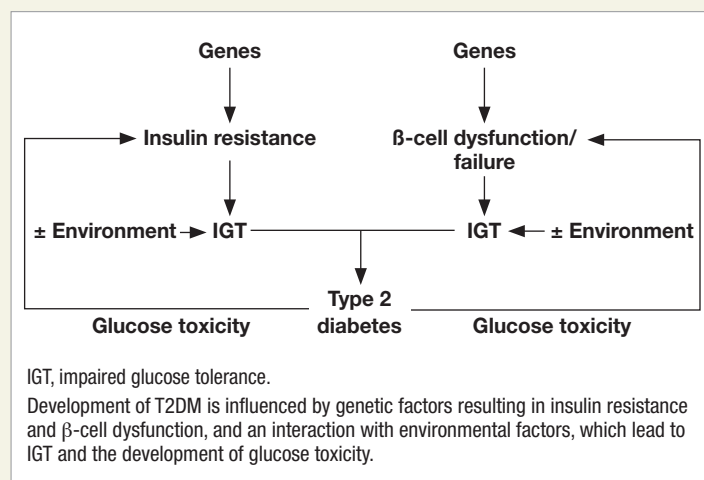 Genes Genes
Insulin resistance ß-cell dysfunction/
failure
± Environment IGT IGT ± Environment
Type 2
diabetes
Glucose toxicity Glucose toxicity
IGT, impaired glucose tolerance.
Development of T2DM is influenced by genetic factors resulting in insulin resistance
and β-cell dysfunction, and an interaction with environmental factors, which lead to
IGT and the development of glucose toxicity.